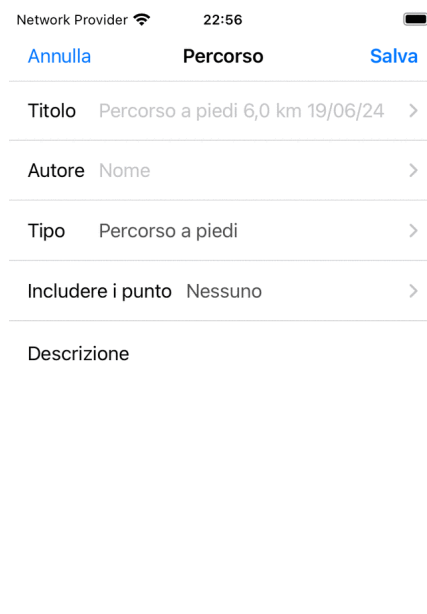 Network Provider 22:56
Annulla Percorso Salva
Titolo Percorso a piedi 6,0 km 19/06/24
Autore Nome
Tipo Percorso a piedi
Includere i punto Nessuno
Descrizione